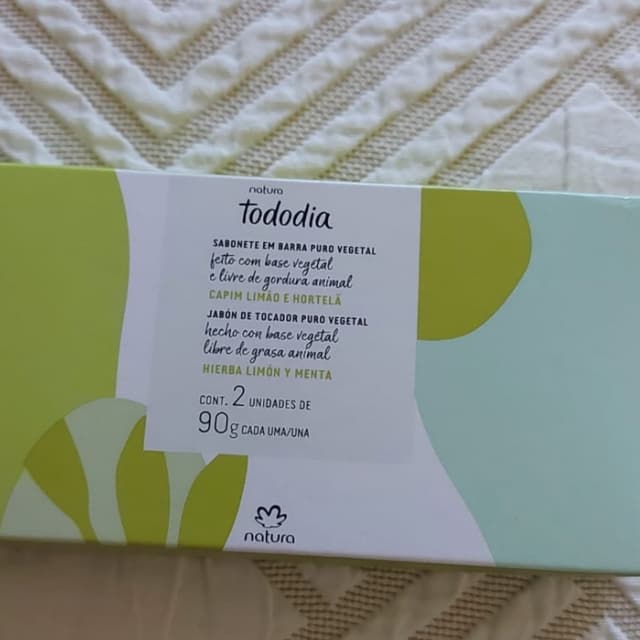 natura
tododia
SABONETE EM BARRA PURO VEGETAL
feito com base vegetal
e livre de gordura animal
CAPIM LIMÃO E HORTELÃ
JABÓN DE TOCADOR PURO VEGETAL
hecho con base vegetal
libre de grasa animal
HIERBA LIMÓN Y MENTA
CONT. 2 UNIDADES DE
90g CADA UMA/UNA
natura